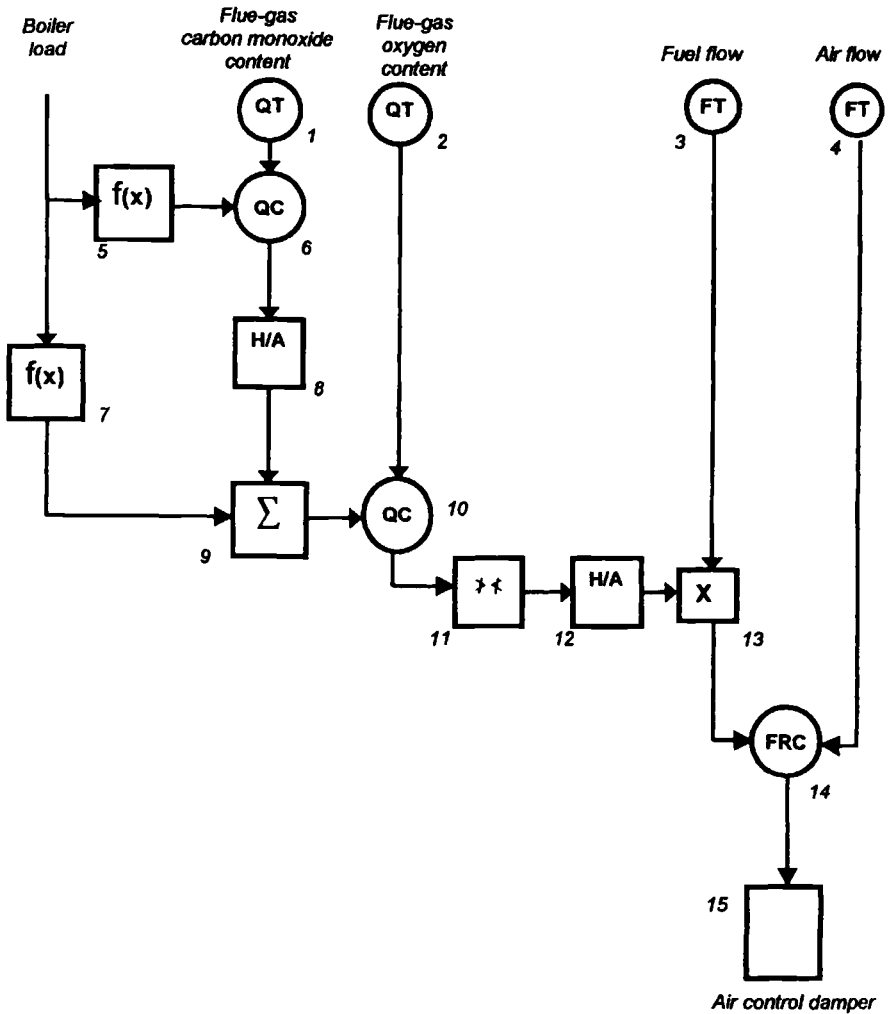 Boiler
load
Flue-gas
carbon monoxide
content
Flue-gas
oxygen
content
Fuel flow
Air flow
QT
1
QT
2
FT
3
FT
4
f(x)
5
QC
6
f(x)
7
H/A
8
Σ
9
QC
10
11
H/A
12
X
13
FRC
14
15
Air control damper